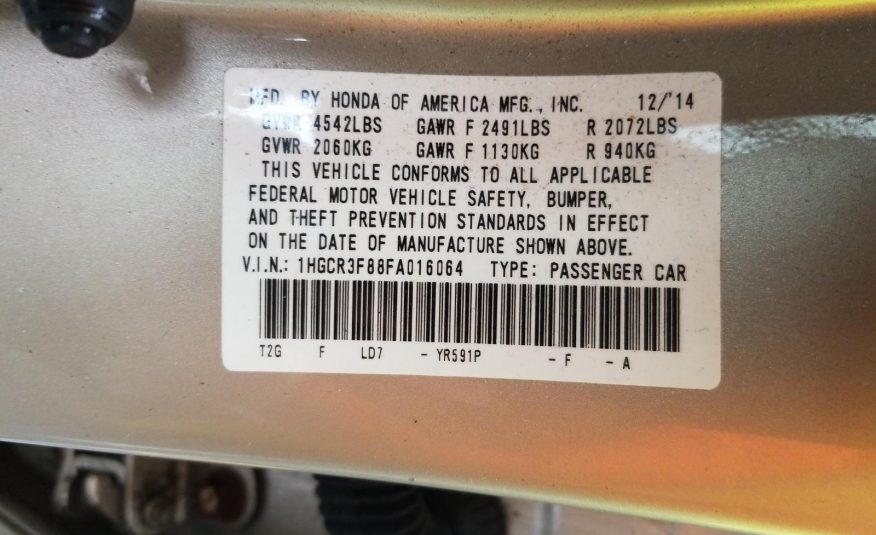 MFD. BY HONDA OF AMERICA MFG., INC. 12/'14
GVWR 4542LBS GAWR F 2491LBS R 2072LBS
GVWR 2060KG GAWR F 1130KG R 940KG
THIS VEHICLE CONFORMS TO ALL APPLICABLE
FEDERAL MOTOR VEHICLE SAFETY, BUMPER,
AND THEFT PREVENTION STANDARDS IN EFFECT
ON THE DATE OF MANUFACTURE SHOWN ABOVE.
V.I.N.: 1HGCR3F88FA016064 TYPE: PASSENGER CAR
T2G F LD7 - YR591P - F - A